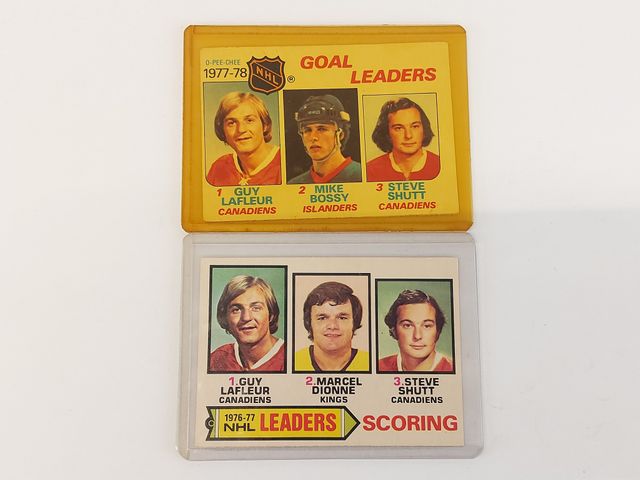 O-PEE-CHEE
1977-78
NHL
®
GOAL
LEADERS
1 GUY
LAFLEUR
CANADIENS
2 MIKE
BOSSY
ISLANDERS
3 STEVE
SHUTT
CANADIENS
1.GUY
LAFLEUR
CANADIENS
2.MARCEL
DIONNE
KINGS
3.STEVE
SHUTT
CANADIENS
1976-77
NHL LEADERS
SCORING